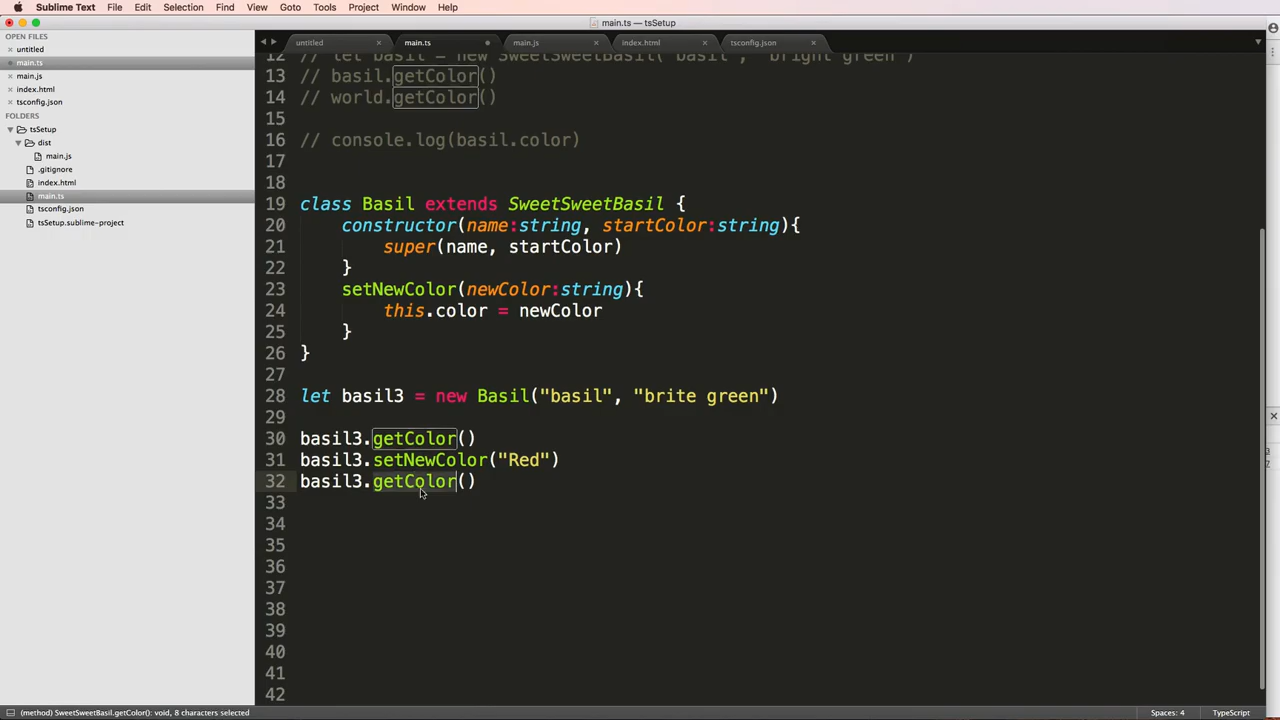 Sublime Text File Edit Selection Find View Goto Tools Project Window Help
main.ts — tsSetup
OPEN FILES
untitled
main.ts
main.js
index.html
tsconfig.json
FOLDERS
tsSetup
dist
main.js
.gitignore
index.html
main.ts
tsconfig.json
tsSetup.sublime-project
untitled main.ts main.js index.html tsconfig.json
12 // let basil = new SweetSweetBasil("basil", "bright green")
13 // basil.getColor()
14 // world.getColor()
15
16 // console.log(basil.color)
17
18
19 class Basil extends SweetSweetBasil {
20 constructor(name:string, startColor:string){
21 super(name, startColor)
22 }
23 setNewColor(newColor:string){
24 this.color = newColor
25 }
26 }
27
28 let basil3 = new Basil("basil", "brite green")
29
30 basil3.getColor()
31 basil3.setNewColor("Red")
32 basil3.getColor()
33
34
35
36
37
38
39
40
41
42
(method) SweetSweetBasil.getColor(): void, 8 characters selected
Spaces: 4 TypeScript